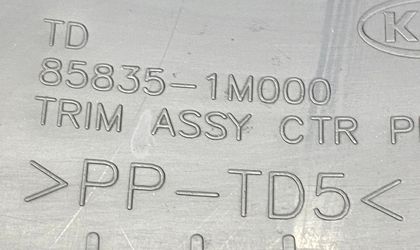 TD
85835-1M000
TRIM ASSY CTR
>PP-TD5<